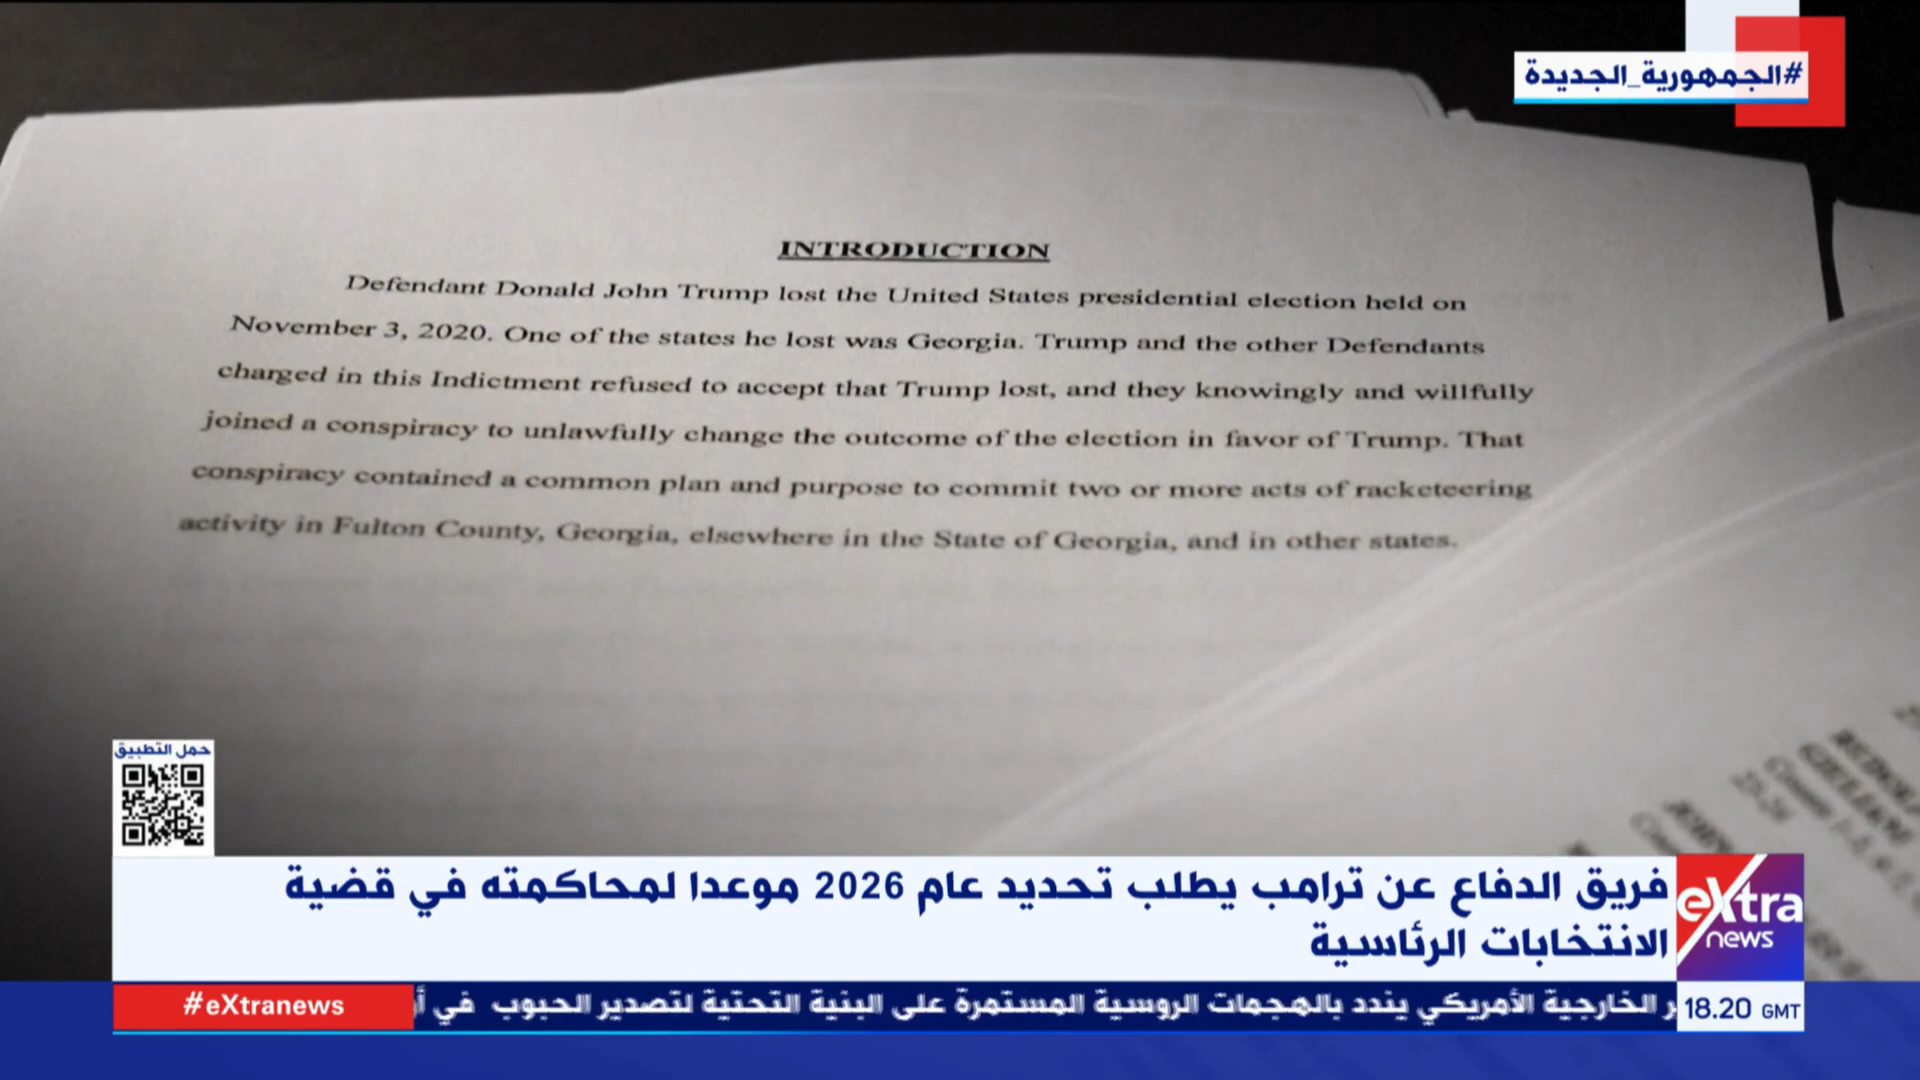 #الجمهورية_الجديدة
INTRODUCTION
Defendant Donald John Trump lost the United States presidential election held on
November 3, 2020. One of the states he lost was Georgia. Trump and the other Defendants
charged in this Indictment refused to accept that Trump lost, and they knowingly and willfully
joined a conspiracy to unlawfully change the outcome of the election in favor of Trump. That
conspiracy contained a common plan and purpose to commit two or more acts of racketeering
activity in Fulton County, Georgia, elsewhere in the State of Georgia, and in other states.
حمل التطبيق
فريق الدفاع عن ترامب يطلب تحديد عام 2026 موعدا لمحاكمته في قضية
الانتخابات الرئاسية
eXtra
news
#eXtranews
الخارجية الأمريكي يندد بالهجمات الروسية المستمرة على البنية التحتية لتصدير الحبوب في
18.20 GMT